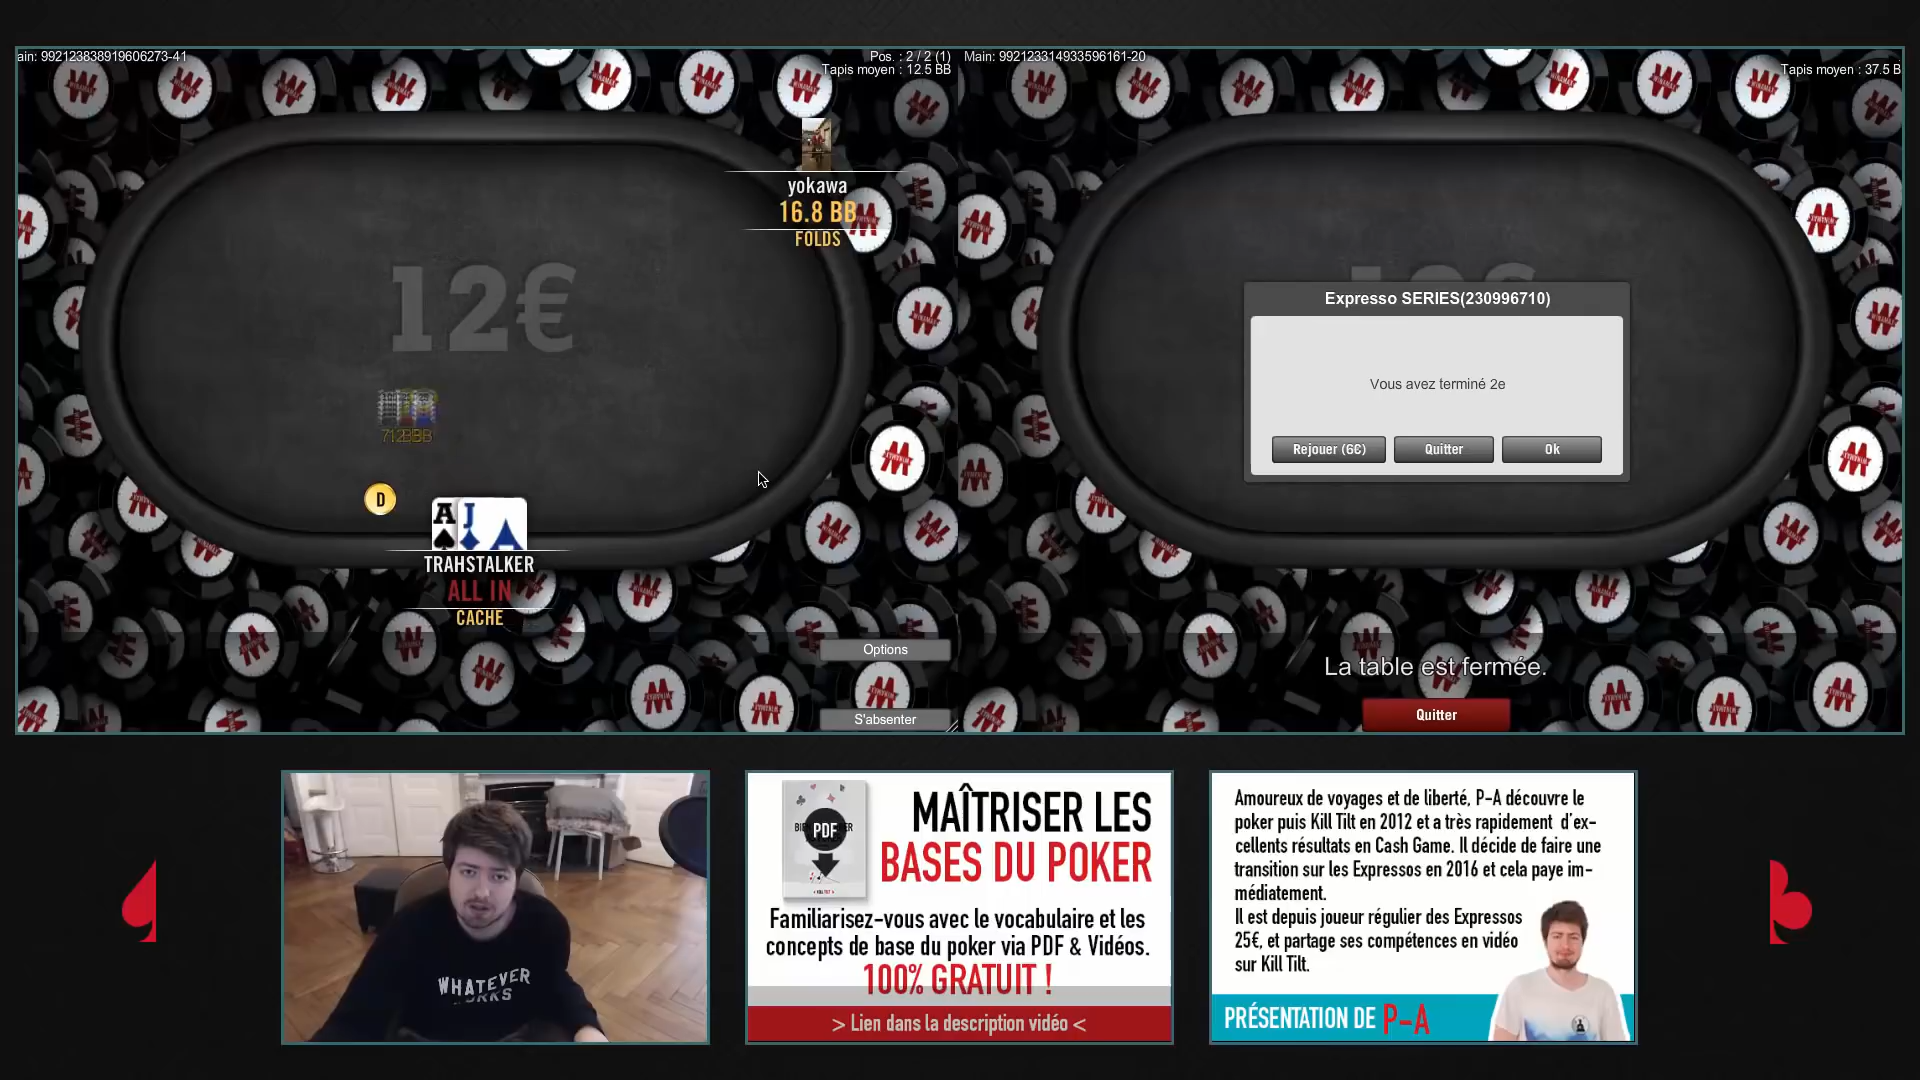 ain: 992123838919606273-41
Pos. : 2 / 2 (1)
Tapis moyen : 12.5 BB
yokawa
16.8 BB
FOLDS
12€
D
A J A
TRAHSTALKER
ALL IN
CACHE
Options
S'absenter
Main: 992123314933596161-20
Tapis moyen : 37.5 B
Expresso SERIES(230996710)
Vous avez terminé 2e
Rejouer (6€)
Quitter
Ok
La table est fermée.
Quitter
WHATEVER
WORKS
PDF
MAÎTRISER LES
BASES DU POKER
Familiarisez-vous avec le vocabulaire et les
concepts de base du poker via PDF & Vidéos.
100% GRATUIT !
> Lien dans la description vidéo <
Amoureux de voyages et de liberté, P-A découvre le
poker puis Kill Tilt en 2012 et a très rapidement d'ex-
cellents résultats en Cash Game. Il décide de faire une
transition sur les Expressos en 2016 et cela paye im-
médiatement.
Il est depuis joueur régulier des Expressos
25€, et partage ses compétences en vidéo
sur Kill Tilt.
PRÉSENTATION DE P-A